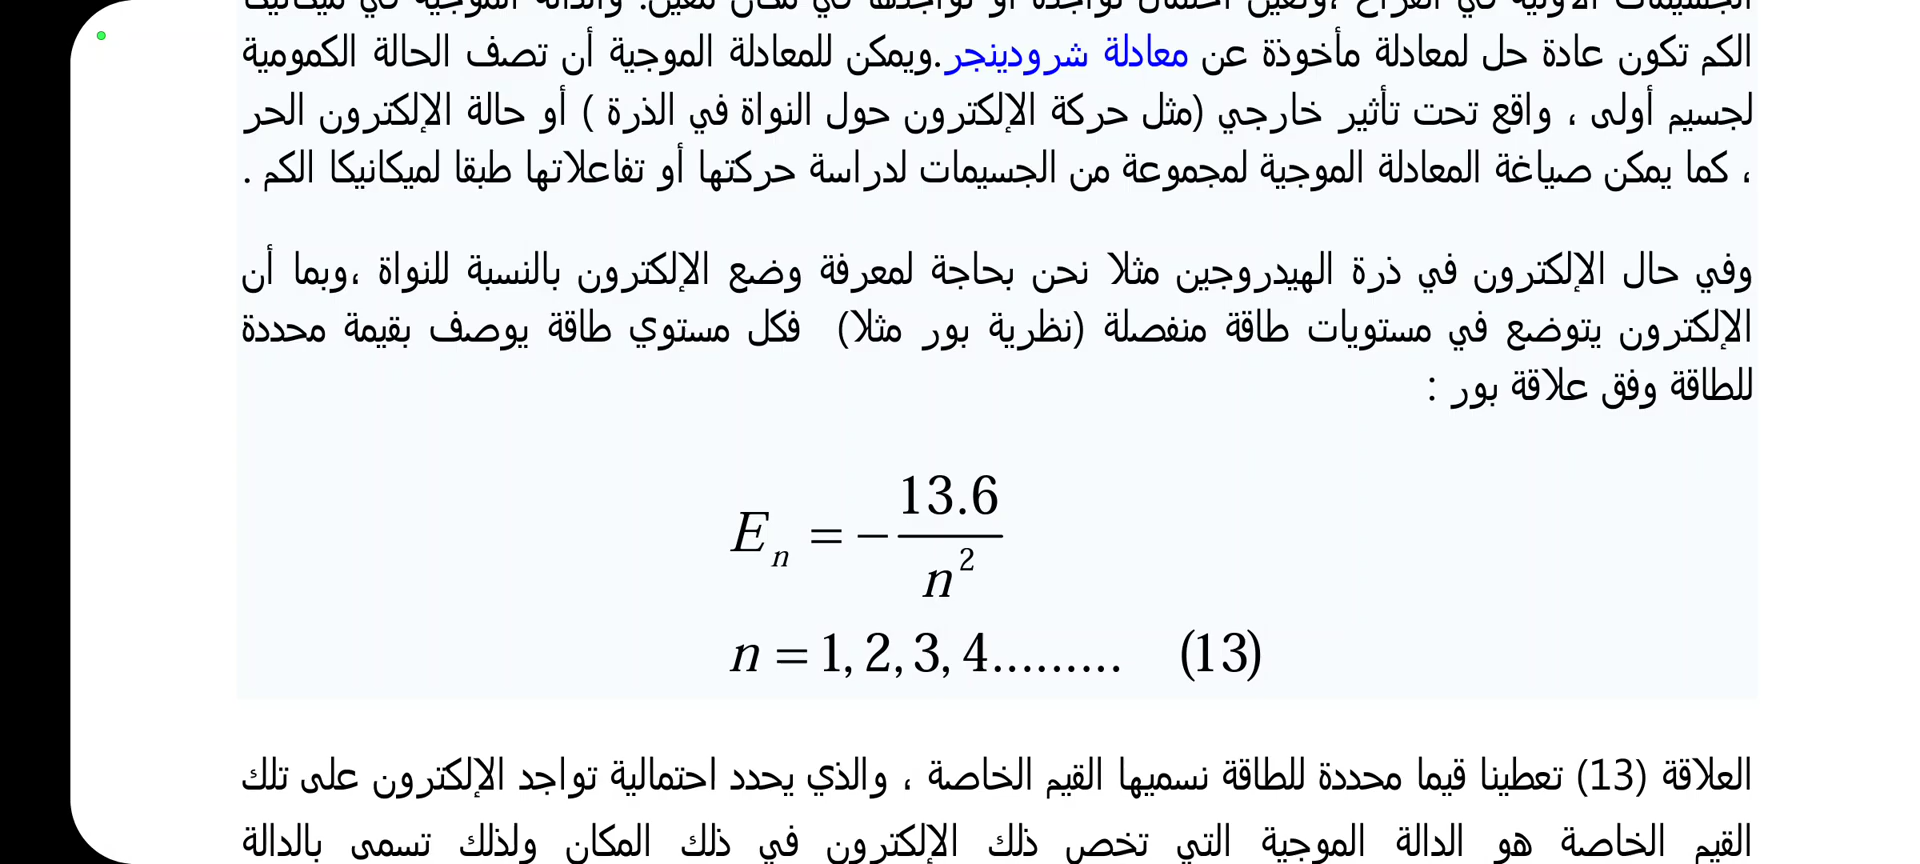 الكم تكون عادة حل لمعادلة مأخوذة عن معادلة شرودينجر.ويمكن للمعادلة الموجية أن تصف الحالة الكمومية
لجسيم أولى ، واقع تحت تأثير خارجي (مثل حركة الإلكترون حول النواة في الذرة ) أو حالة الإلكترون الحر
، كما يمكن صياغة المعادلة الموجية لمجموعة من الجسيمات لدراسة حركتها أو تفاعلاتها طبقا لميكانيكا الكم .
وفي حال الإلكترون في ذرة الهيدروجين مثلا نحن بحاجة لمعرفة وضع الإلكترون بالنسبة للنواة ،وبما أن
الإلكترون يتوضع في مستويات طاقة منفصلة (نظرية بور مثلا) فكل مستوي طاقة يوصف بقيمة محددة
للطاقة وفق علاقة بور :
E_n = -13.6/n^2
n = 1, 2, 3, 4......... (13)
العلاقة (13) تعطينا قيما محددة للطاقة نسميها القيم الخاصة ، والذي يحدد احتمالية تواجد الإلكترون على تلك
القيم الخاصة هو الدالة الموجية التي تخص ذلك الإلكترون في ذلك المكان ولذلك تسمى بالدالة